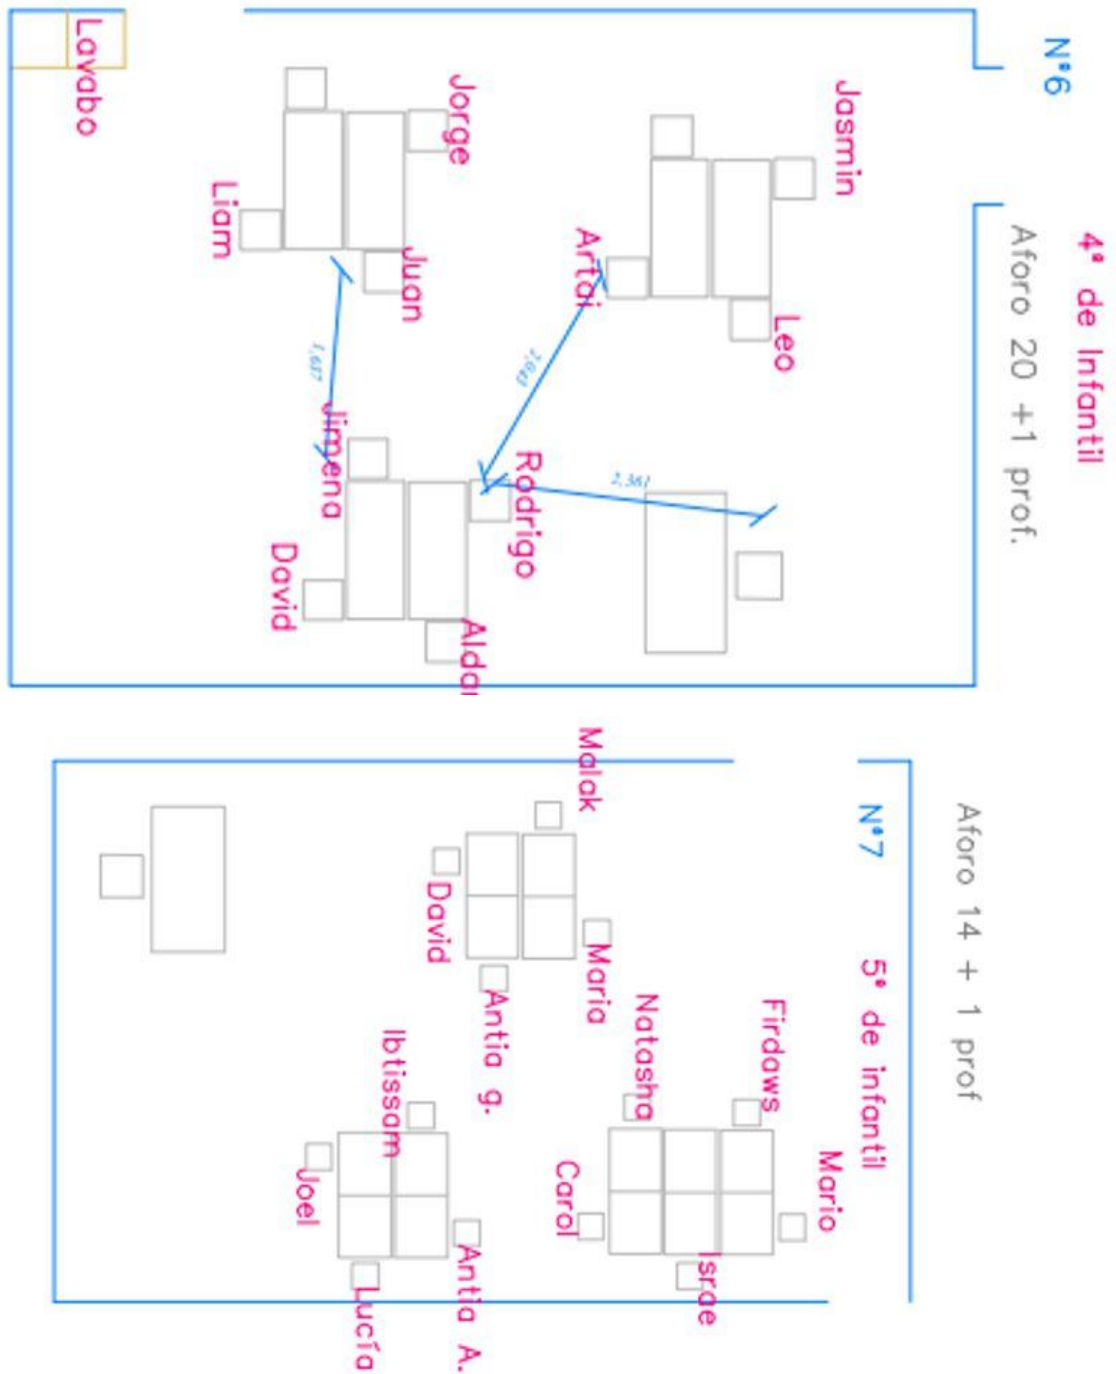 Nº6
4º de Infantil
Aforo 20 +1 prof.
Jasmin
Leo
Artai
Jorge
Juan
Liam
Lavabo
Rodrigo
Jimena
David
2,361
Aforo 14 + 1 prof
Nº7
5º de infantil
Malak
David
Maria
Antia g.
Natasha
Firdaws
Mario
Carol
Israe
Ibtissam
Joel
Antia A.
Lucía